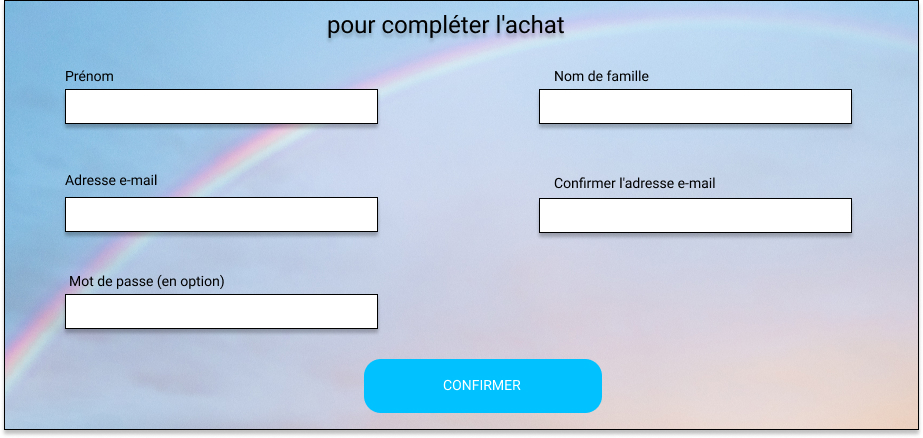 pour compléter l'achat
Prénom
Nom de famille
Adresse e-mail
Confirmer l'adresse e-mail
Mot de passe (en option)
CONFIRMER